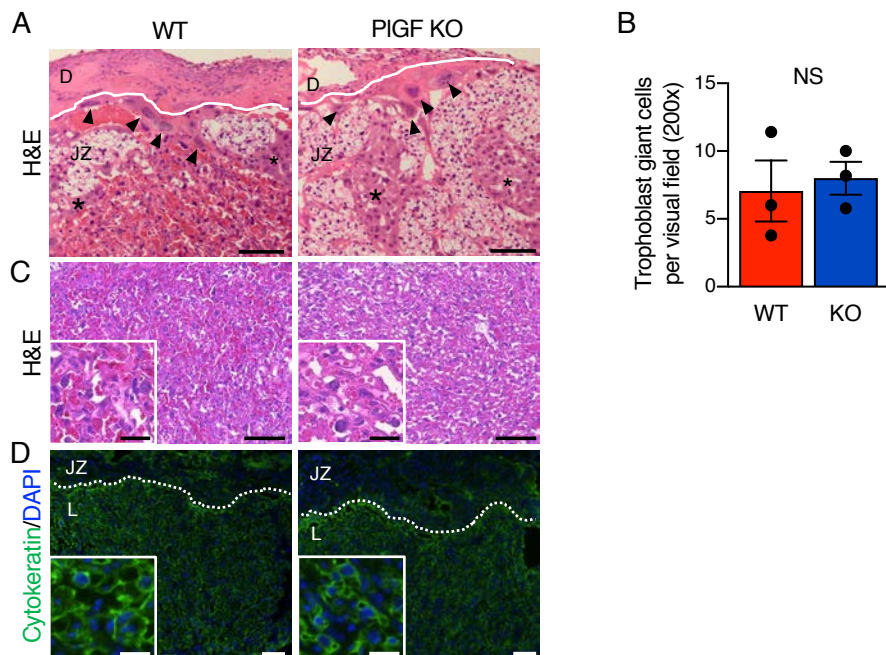 A
WT
PlGF KO
H&E
D
JZ
*
*
D
JZ
*
*
B
NS
Trophoblast giant cells
per visual field (200x)
15
10
5
0
WT
KO
C
H&E
D
Cytokeratin/DAPI
JZ
L
JZ
L